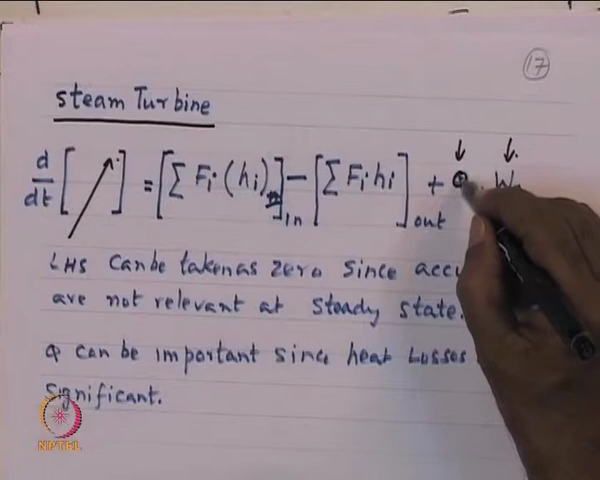 17
Steam Turbine
d/dt [ ] = [Σ Fi (hi)]in - [Σ Fi hi]out + Q W
LHS can be taken as zero since
are not relevant at steady state.
Q can be important since heat Losses
significant.
NPTEL